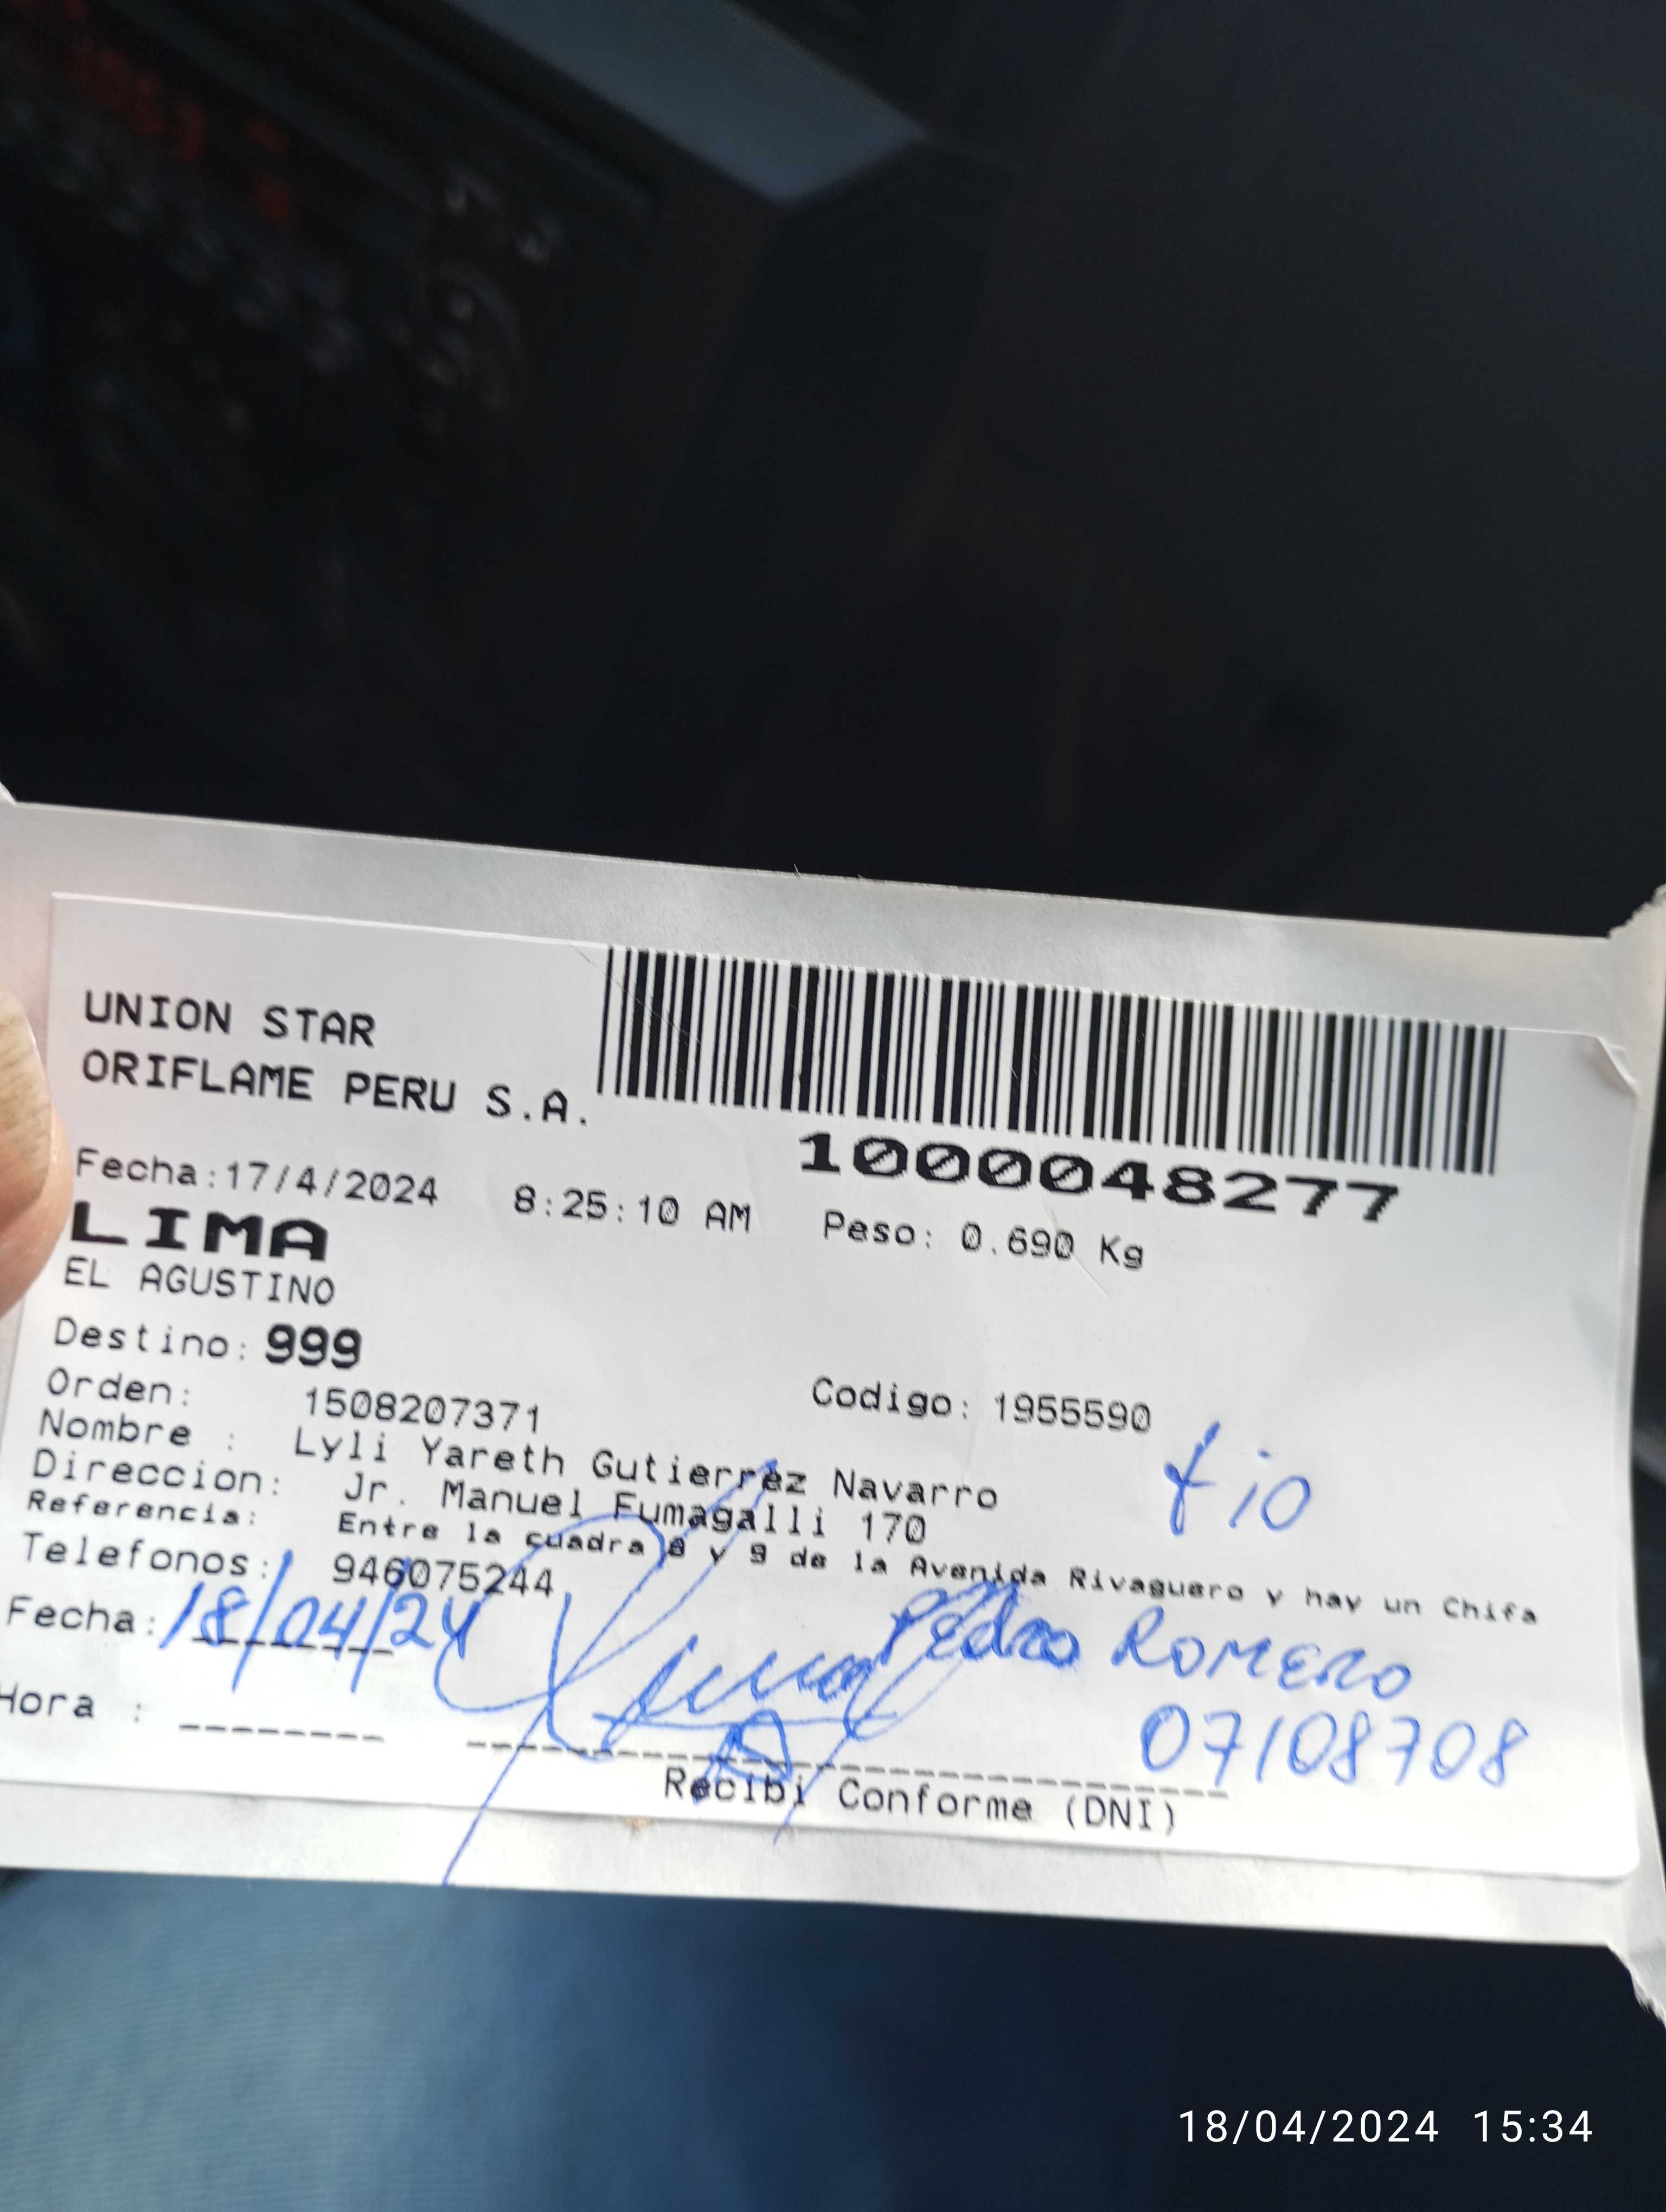 UNION STAR
ORIFLAME PERU S.A.
1000048277
Fecha:17/4/2024 8:25:10 AM Peso: 0.690 Kg
LIMA
EL AGUSTINO
Destino: 999
Orden: 1508207371 Codigo: 1955590
Nombre : Lyli Yareth Gutierrez Navarro
tio
Direccion: Jr. Manuel Fumagalli 170
Referencia: Entre la cuadra 8 y 9 de la Avenida Rivaguero y hay un Chifa
Telefonos: 946075244
Fecha: 18/04/24
Pedro ROMERO
07108708
Hora :
Recibi Conforme (DNI)
18/04/2024 15:34